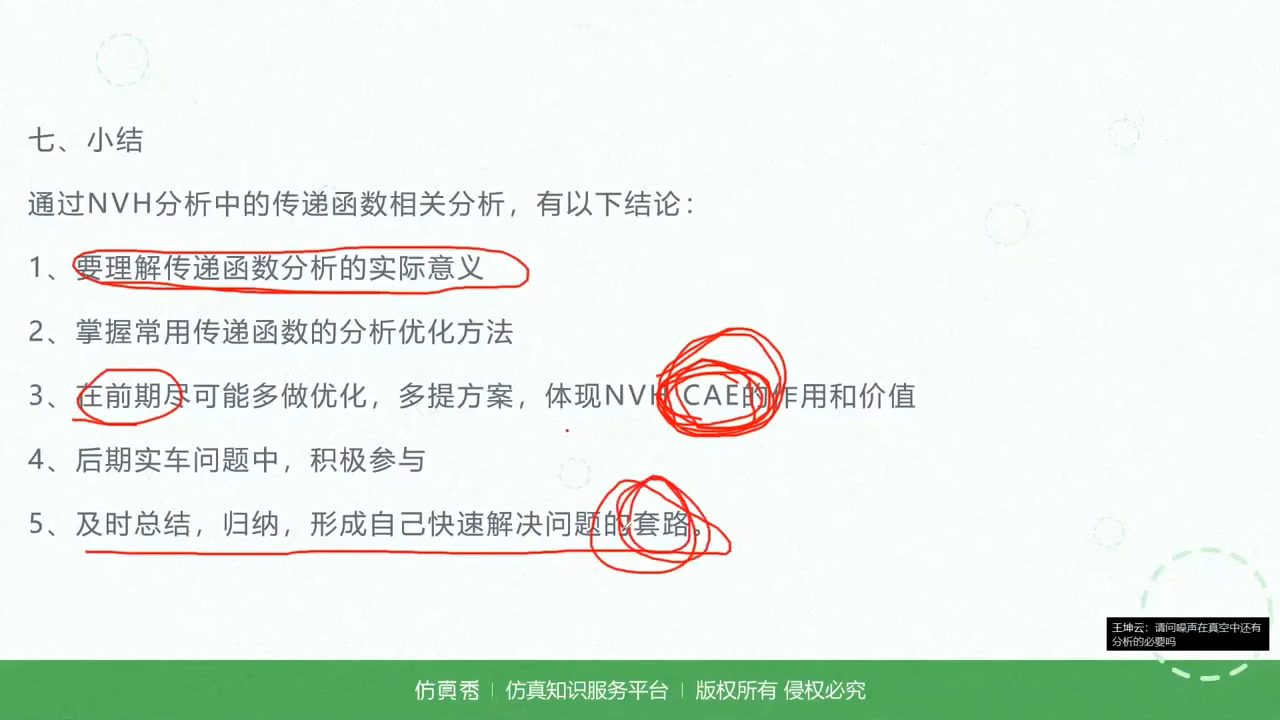 七、小结
通过NVH分析中的传递函数相关分析，有以下结论：
1、要理解传递函数分析的实际意义
2、掌握常用传递函数的分析优化方法
3、在前期尽可能多做优化，多提方案，体现NVH CAE的作用和价值
4、后期实车问题中，积极参与
5、及时总结，归纳，形成自己快速解决问题的套路。
王坤云：请问噪声在真空中还有
分析的必要吗
仿真秀 | 仿真知识服务平台 | 版权所有 侵权必究